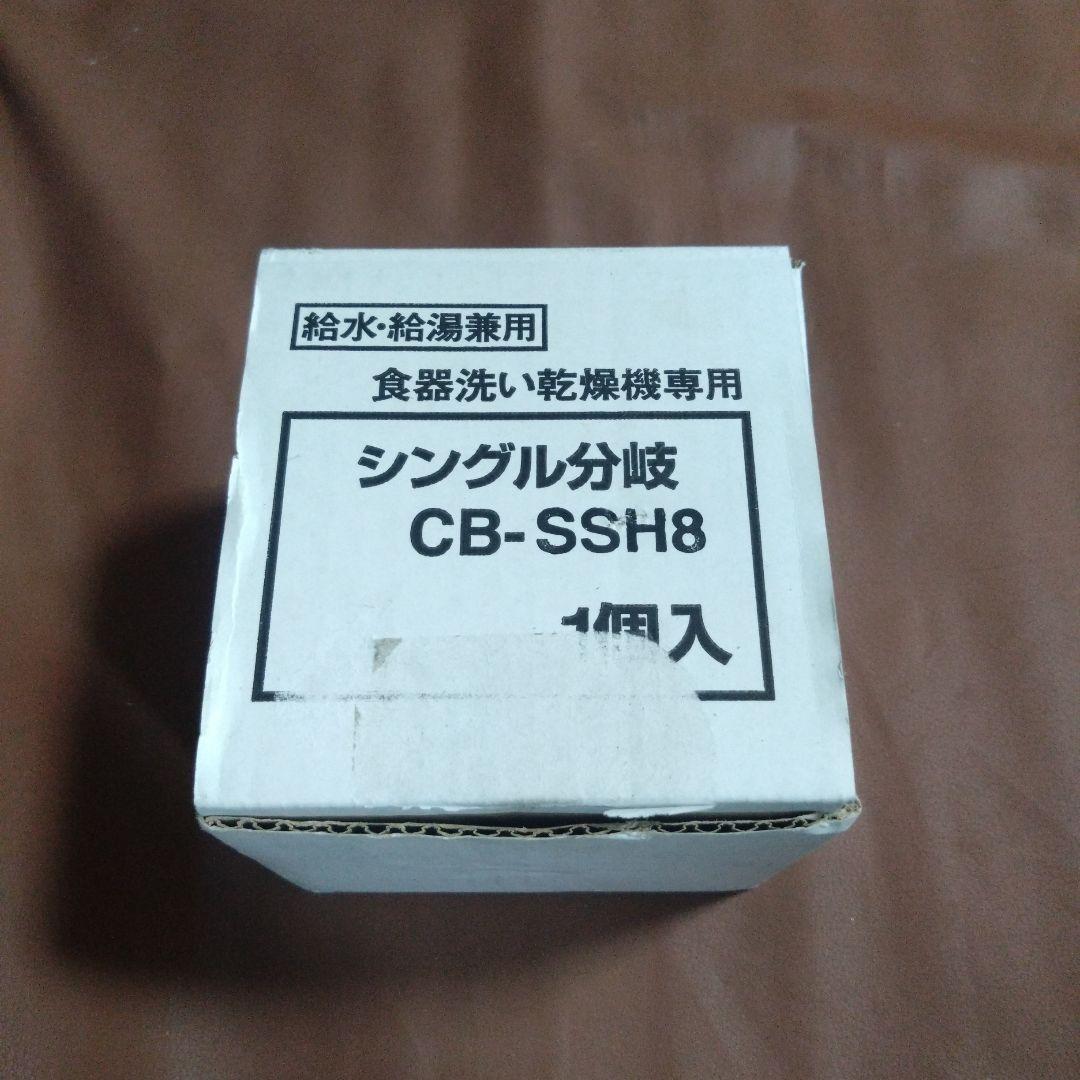 給水・給湯兼用
食器洗い乾燥機専用
シングル分岐
CB-SSH8
1個入